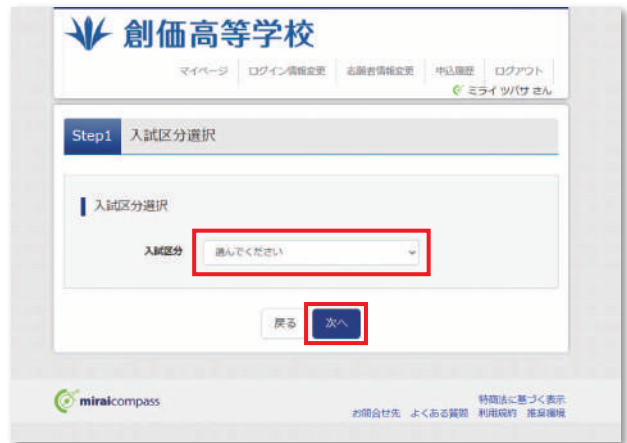 創価高等学校
マイページ ログイン情報変更 志願者情報変更 申込履歴 ログアウト
ミライ ツバサ さん
Step1 入試区分選択
入試区分選択
入試区分 選んでください
戻る 次へ
miraicompass
特商法に基づく表示
お問合せ先 よくある質問 利用規約 推奨環境